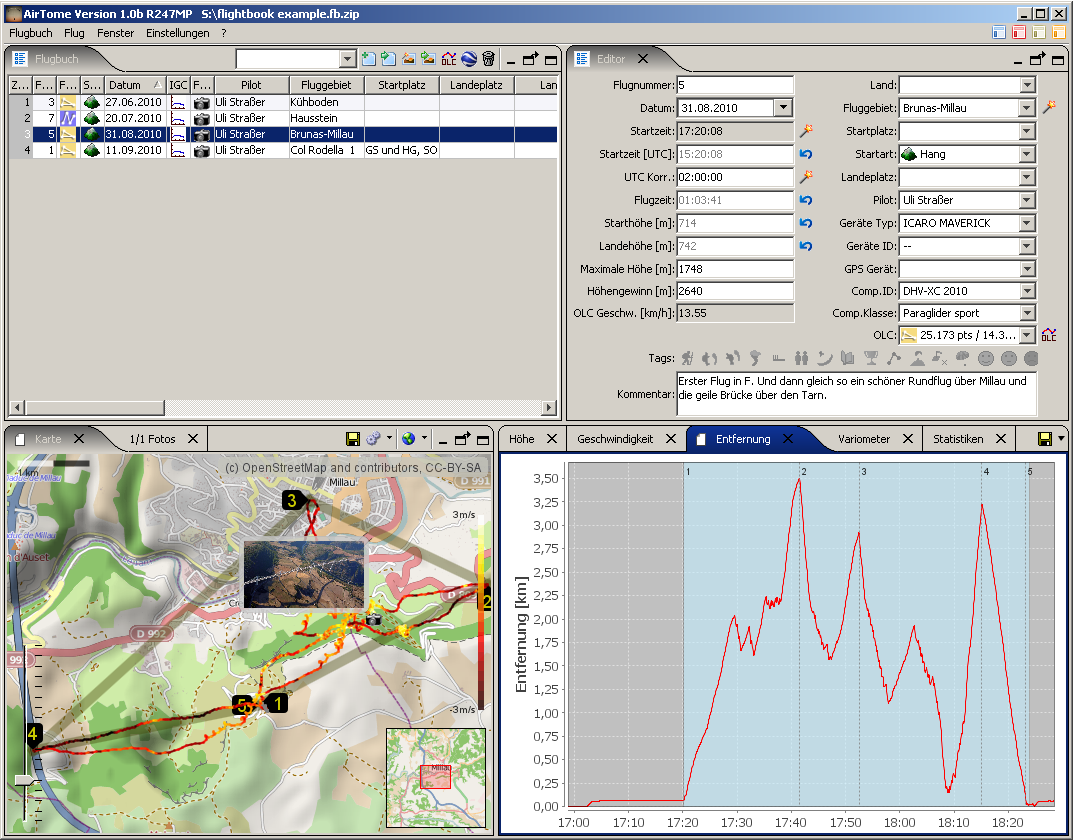 AirTome Version 1.0b R247MP   S:\flightbook example.fb.zip
Flugbuch   Flug   Fenster   Einstellungen   ?
Flugbuch
Z...   F...   F...   S...   Datum   IGC   F...   Pilot   Fluggebiet   Startplatz   Landeplatz   Lan
1   3   27.06.2010   Uli Straßer   Kühboden
2   7   20.07.2010   Uli Straßer   Hausstein
3   5   31.08.2010   Uli Straßer   Brunas-Millau
4   1   11.09.2010   Uli Straßer   Col Rodella 1   GS und HG, SO
OLC
Editor
Flugnummer: 5
Datum: 31.08.2010
Startzeit: 17:20:08
Startzeit [UTC]: 15:20:08
UTC Korr.: 02:00:00
Flugzeit: 01:03:41
Starthöhe [m]: 714
Landehöhe [m]: 742
Maximale Höhe [m]: 1748
Höhengewinn [m]: 2640
OLC Geschw. [km/h]: 13.55
Land:
Fluggebiet: Brunas-Millau
Startplatz:
Startart: Hang
Landeplatz:
Pilot: Uli Straßer
Geräte Typ: ICARO MAVERICK
Geräte ID: --
GPS Gerät:
Comp.ID: DHV-XC 2010
Comp.Klasse: Paraglider sport
OLC: 25.173 pts / 14.3...
OLC
Tags:
Kommentar: Erster Flug in F. Und dann gleich so ein schöner Rundflug über Millau und
die geile Brücke über den Tarn.
Karte   1/1 Fotos
1 km
(c) OpenStreetMap and contributors, CC-BY-SA
Millau
D 991
3m/s
3
d'Auset
D 992
992
2
5   1
4
-3m/s
Millau
Höhe   Geschwindigkeit   Entfernung   Variometer   Statistiken
1   2   3   4   5
Entfernung [km]
3,50
3,25
3,00
2,75
2,50
2,25
2,00
1,75
1,50
1,25
1,00
0,75
0,50
0,25
0,00
17:00   17:10   17:20   17:30   17:40   17:50   18:00   18:10   18:20